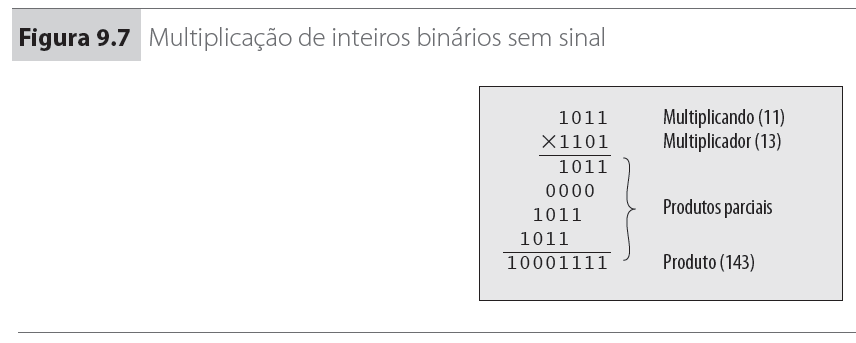 Figura 9.7 Multiplicação de inteiros binários sem sinal
1011 Multiplicando (11)
×1101 Multiplicador (13)
1011
0000
1011 Produtos parciais
1011
10001111 Produto (143)